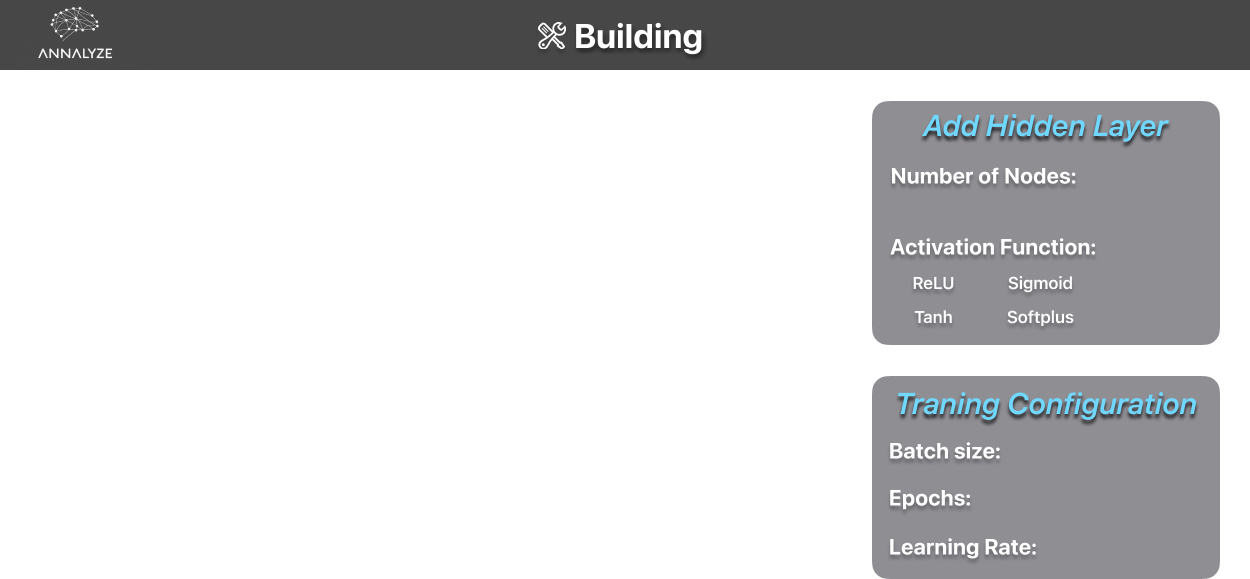 ANNALYZE
Building
Add Hidden Layer
Number of Nodes:
Activation Function:
ReLU Sigmoid
Tanh Softplus
Traning Configuration
Batch size:
Epochs:
Learning Rate: